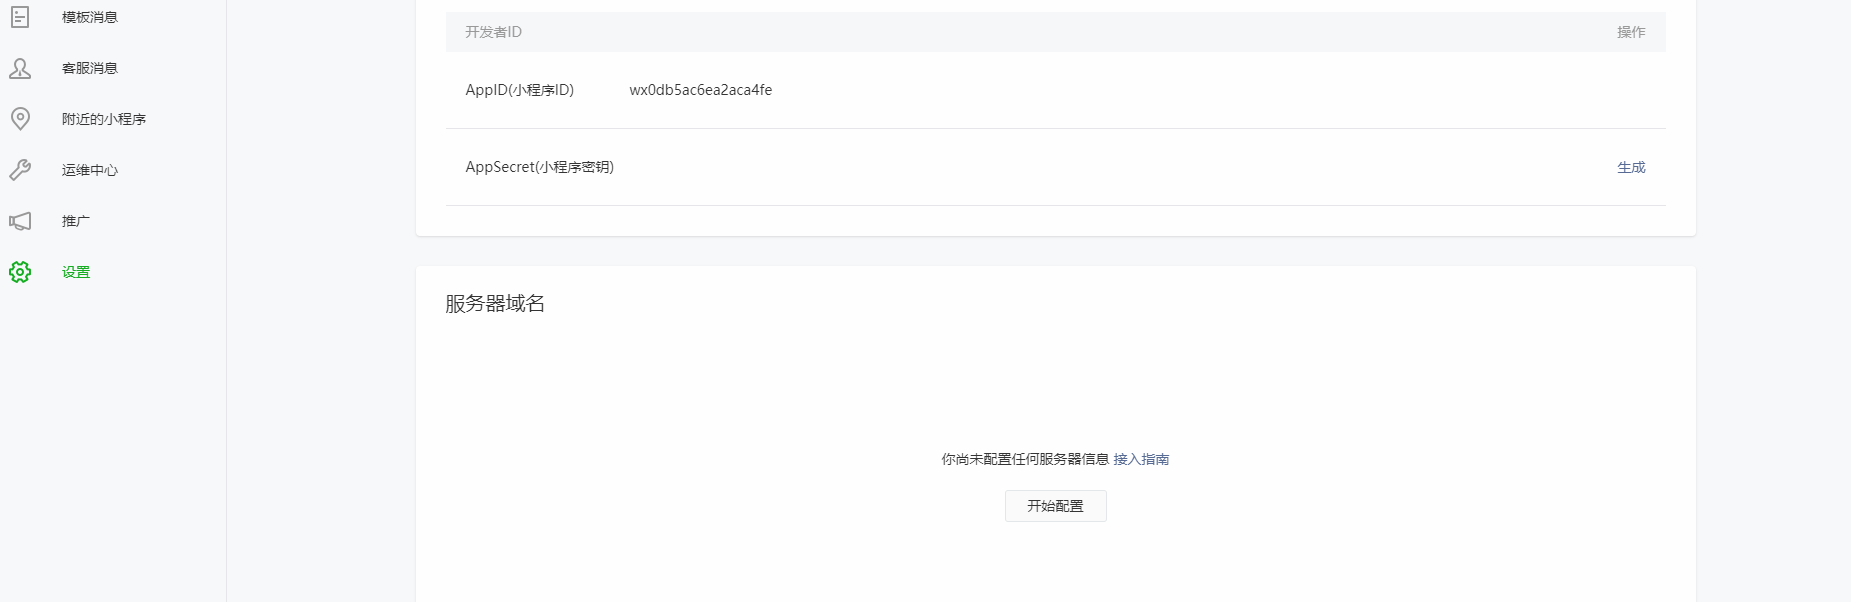 模板消息
客服消息
附近的小程序
运维中心
推广
设置
开发者ID 操作
AppID(小程序ID) wx0db5ac6ea2aca4fe
AppSecret(小程序密钥) 生成
服务器域名
你尚未配置任何服务器信息 接入指南
开始配置